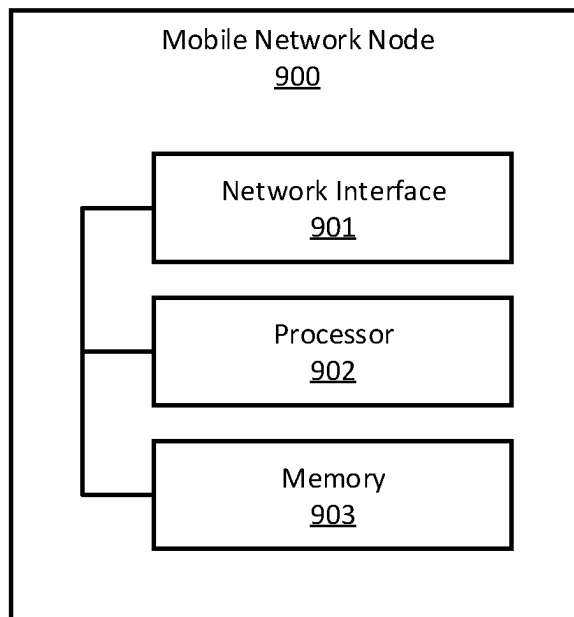 Mobile Network Node
900
Network Interface
901
Processor
902
Memory
903